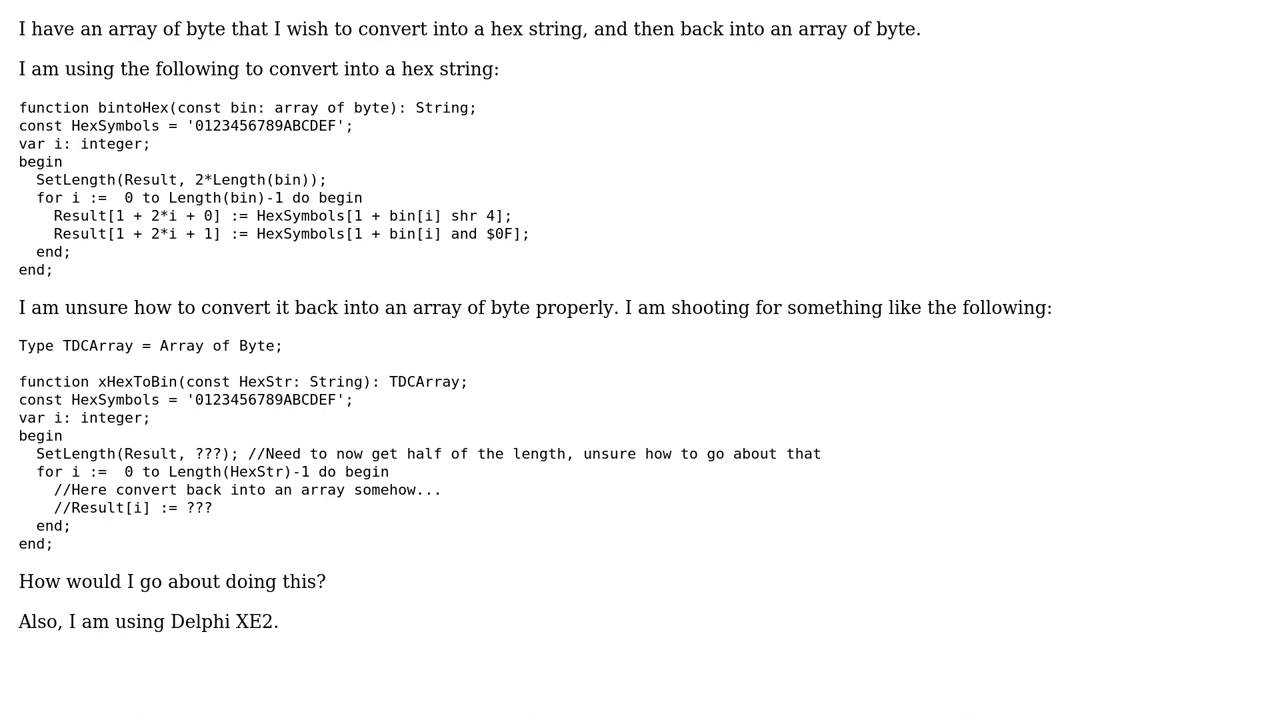 I have an array of byte that I wish to convert into a hex string, and then back into an array of byte.
I am using the following to convert into a hex string:
function bintoHex(const bin: array of byte): String;
const HexSymbols = '0123456789ABCDEF';
var i: integer;
begin
  SetLength(Result, 2*Length(bin));
  for i :=  0 to Length(bin)-1 do begin
    Result[1 + 2*i + 0] := HexSymbols[1 + bin[i] shr 4];
    Result[1 + 2*i + 1] := HexSymbols[1 + bin[i] and $0F];
  end;
end;
I am unsure how to convert it back into an array of byte properly. I am shooting for something like the following:
Type TDCArray = Array of Byte;
function xHexToBin(const HexStr: String): TDCArray;
const HexSymbols = '0123456789ABCDEF';
var i: integer;
begin
  SetLength(Result, ???); //Need to now get half of the length, unsure how to go about that
  for i :=  0 to Length(HexStr)-1 do begin
    //Here convert back into an array somehow...
    //Result[i] := ???
  end;
end;
How would I go about doing this?
Also, I am using Delphi XE2.